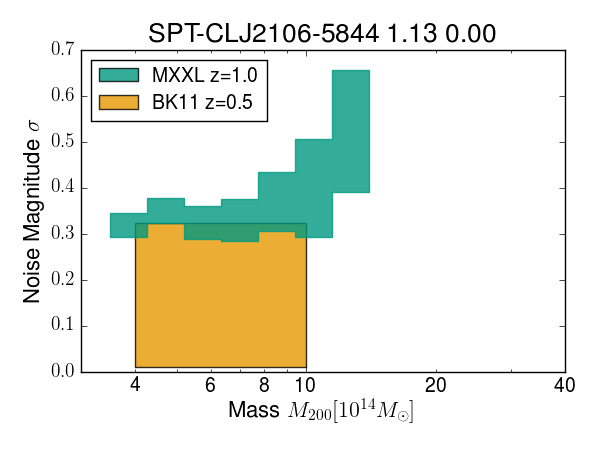 SPT-CLJ2106-5844 1.13 0.00
0.7
MXXL z=1.0
BK11 z=0.5
0.6
0.5
0.4
0.3
0.2
0.1
0.0
Noise Magnitude σ
4 6 8 10 20 40
Mass M₂₀₀[10¹⁴M☉]